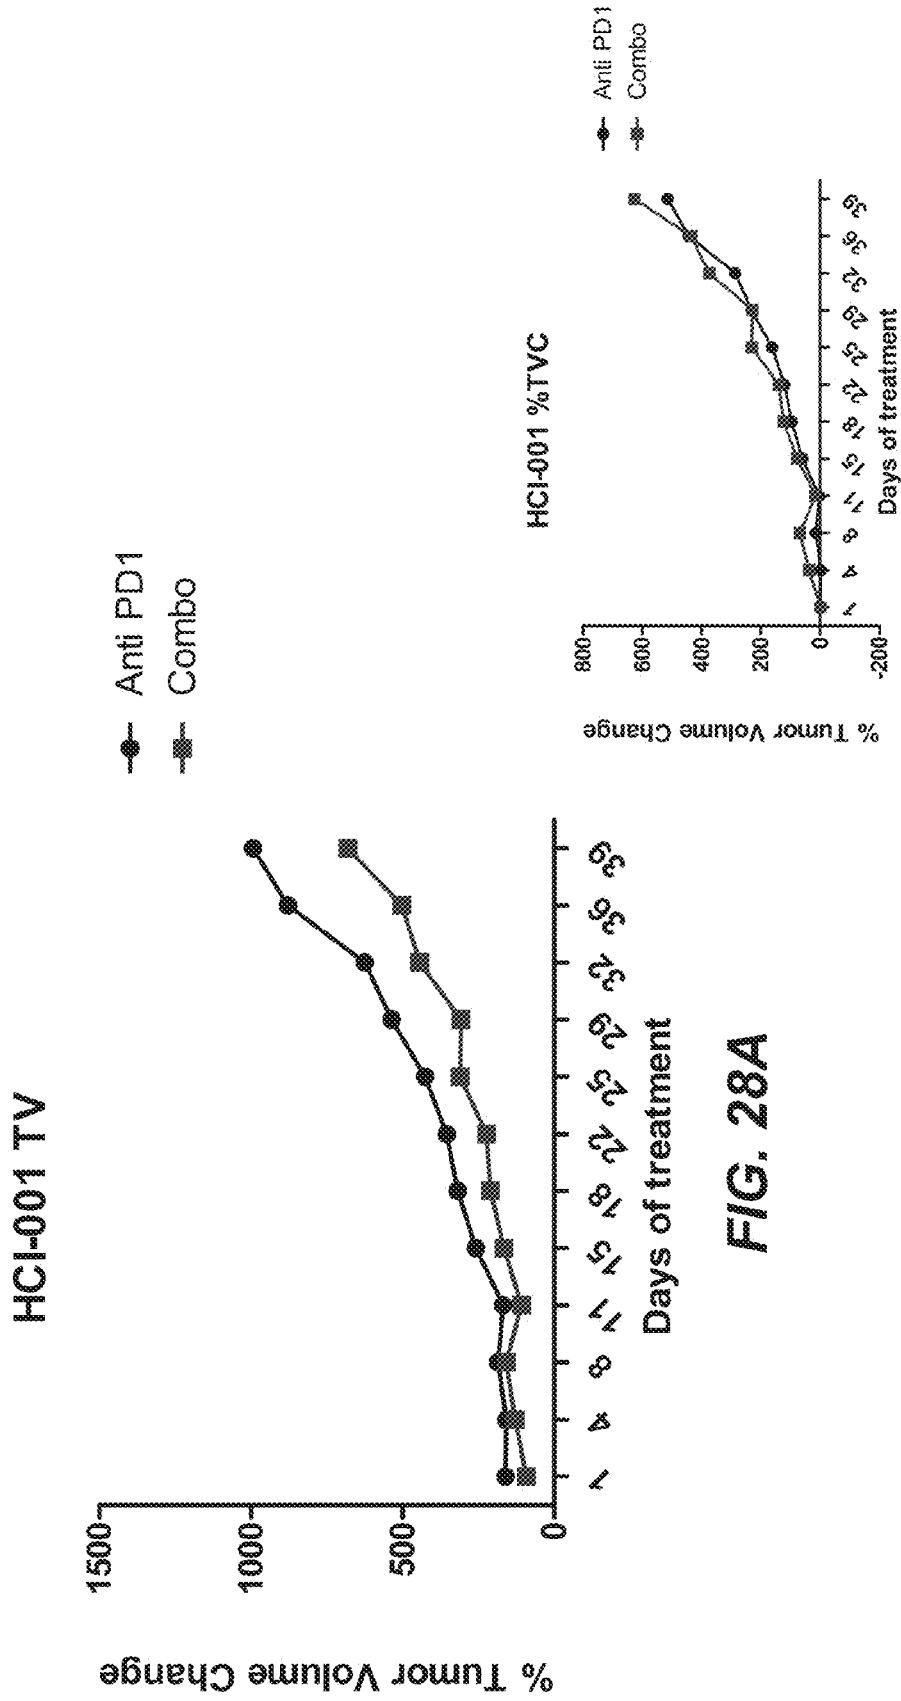 HCI-001 TV
Anti PD1
Combo
% Tumor Volume Change
1500
1000
500
0
1 4 8 11 15 18 22 25 29 32 36 39
Days of treatment
HCI-001 %TVC
Anti PD1
Combo
% Tumor Volume Change
800
600
400
200
0
-200
1 4 8 11 15 18 22 25 29 32 36 39
Days of treatment
FIG. 28A